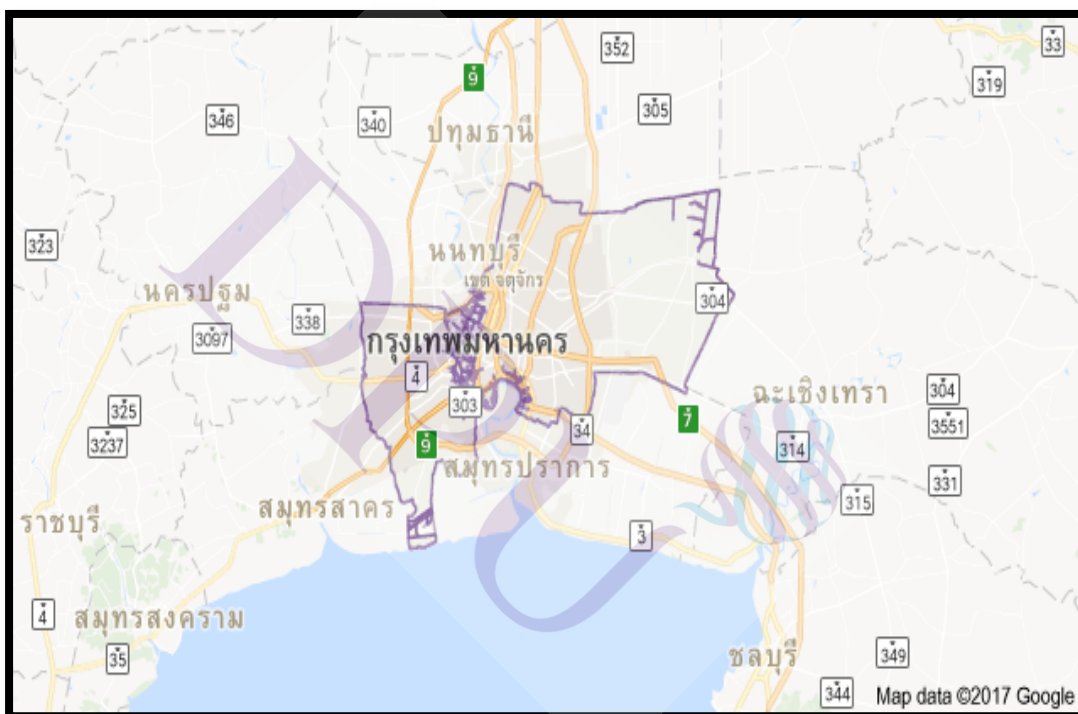 352
33
9
319
305
346
340
ปทุมธานี
323
นนทบุรี
เขต จตุจักร
นครปฐม
304
338
3097
กรุงเทพมหานคร
4
ฉะเชิงเทรา
304
303
325
7
3551
34
3237
9
314
สมุทรปราการ
331
315
สมุทรสาคร
ราชบุรี
3
4
สมุทรสงคราม
349
ชลบุรี
35
344
Map data ©2017 Google